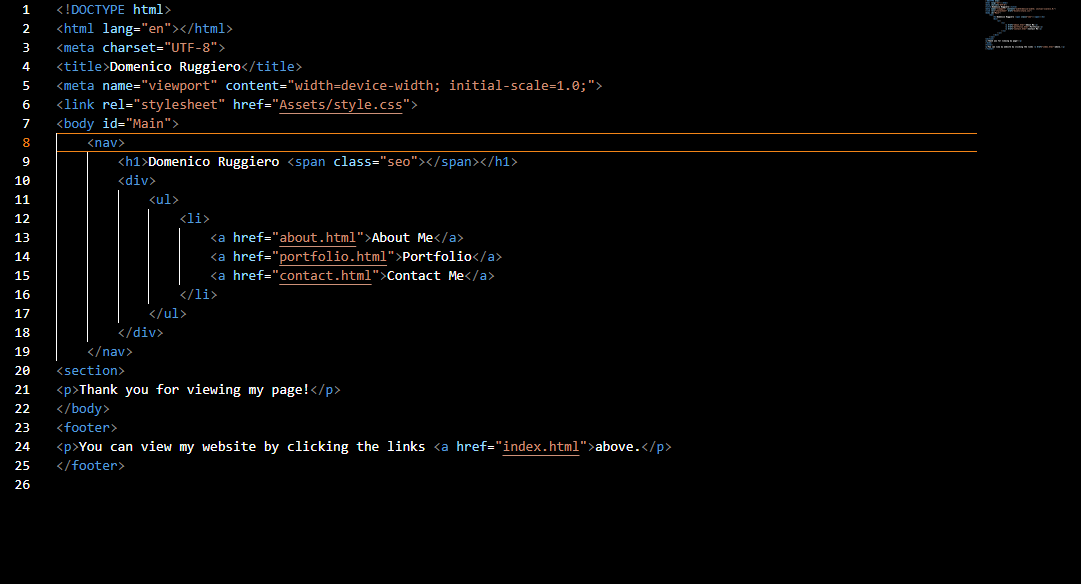 1 <!DOCTYPE html>
2 <html lang="en"></html>
3 <meta charset="UTF-8">
4 <title>Domenico Ruggiero</title>
5 <meta name="viewport" content="width=device-width; initial-scale=1.0;">
6 <link rel="stylesheet" href="Assets/style.css">
7 <body id="Main">
8     <nav>
9         <h1>Domenico Ruggiero <span class="seo"></span></h1>
10         <div>
11             <ul>
12                 <li>
13                     <a href="about.html">About Me</a>
14                     <a href="portfolio.html">Portfolio</a>
15                     <a href="contact.html">Contact Me</a>
16                 </li>
17             </ul>
18         </div>
19     </nav>
20 <section>
21 <p>Thank you for viewing my page!</p>
22 </body>
23 <footer>
24 <p>You can view my website by clicking the links <a href="index.html">above.</p>
25 </footer>
26